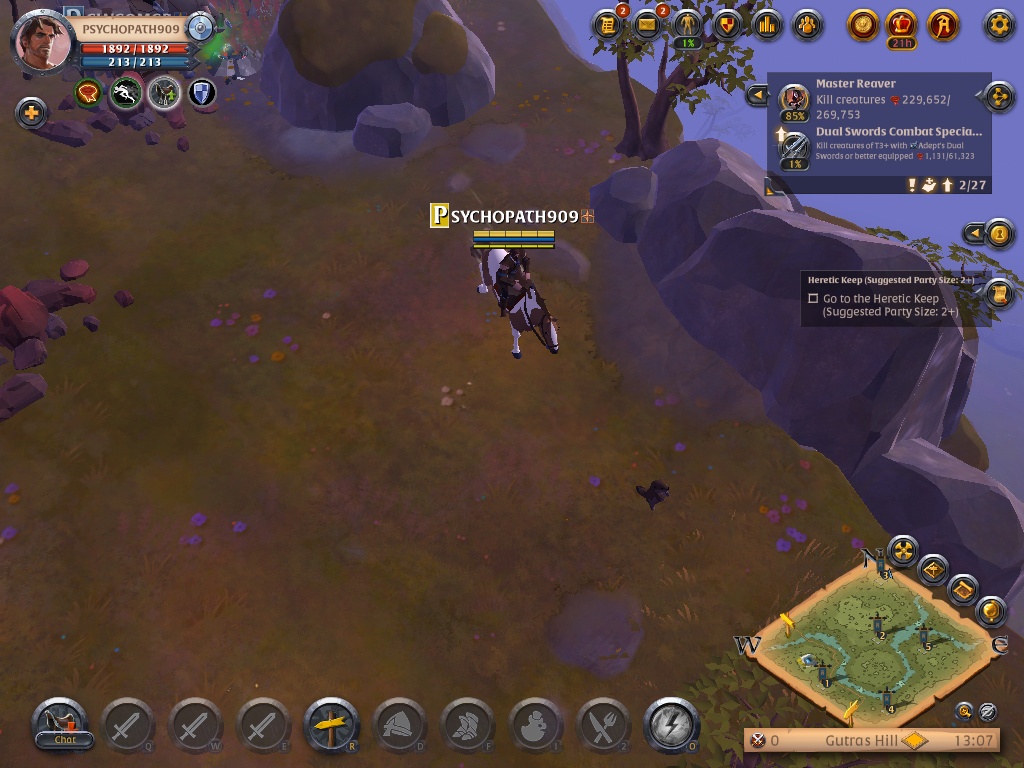 PSYCHOPATH909
1892 / 1892
213 / 213
2
2
1%
21h
Master Reaver
Kill creatures 229,652/
269,753
85%
Dual Swords Combat Specia...
Kill creatures of T3+ with Adept's Dual
Swords or better equipped 1,131/61,323
1%
2/27
PSYCHOPATH909
Heretic Keep (Suggested Party Size: 2+)
Go to the Heretic Keep
(Suggested Party Size: 2+)
N
W
E
3
2
5
1
4
Chat
Q
W
E
R
D
F
1
2
O
0
Gutras Hill
13:07